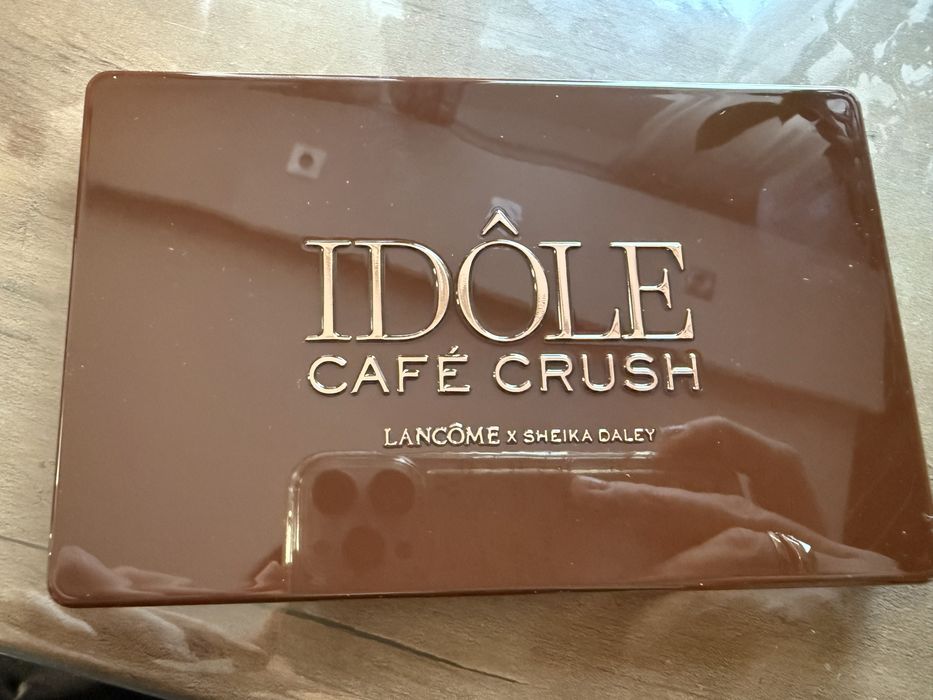 IDÔLE
CAFÉ CRUSH
LANCÔME X SHEIKA DALEY